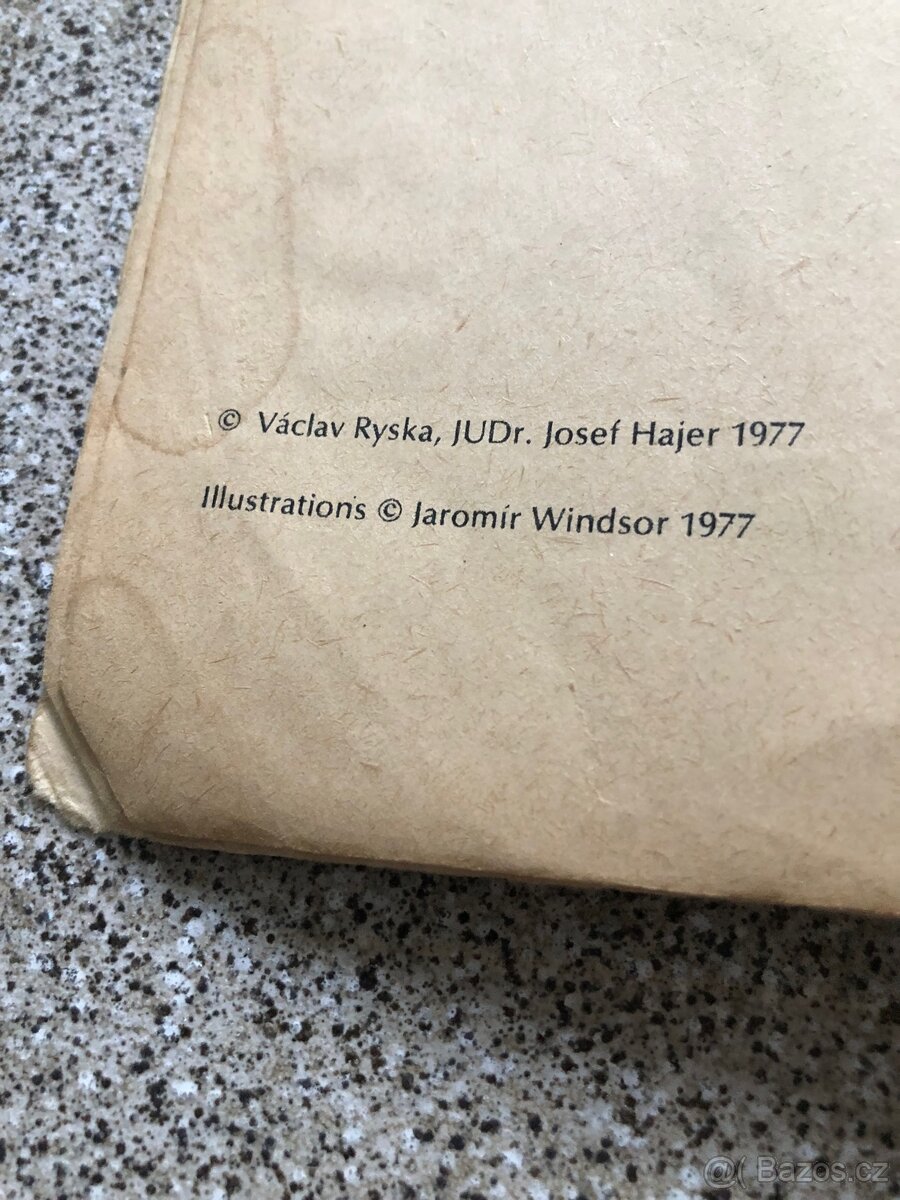 © Václav Ryska, JUDr. Josef Hajer 1977
Illustrations © Jaromír Windsor 1977
@( Bazos.cz